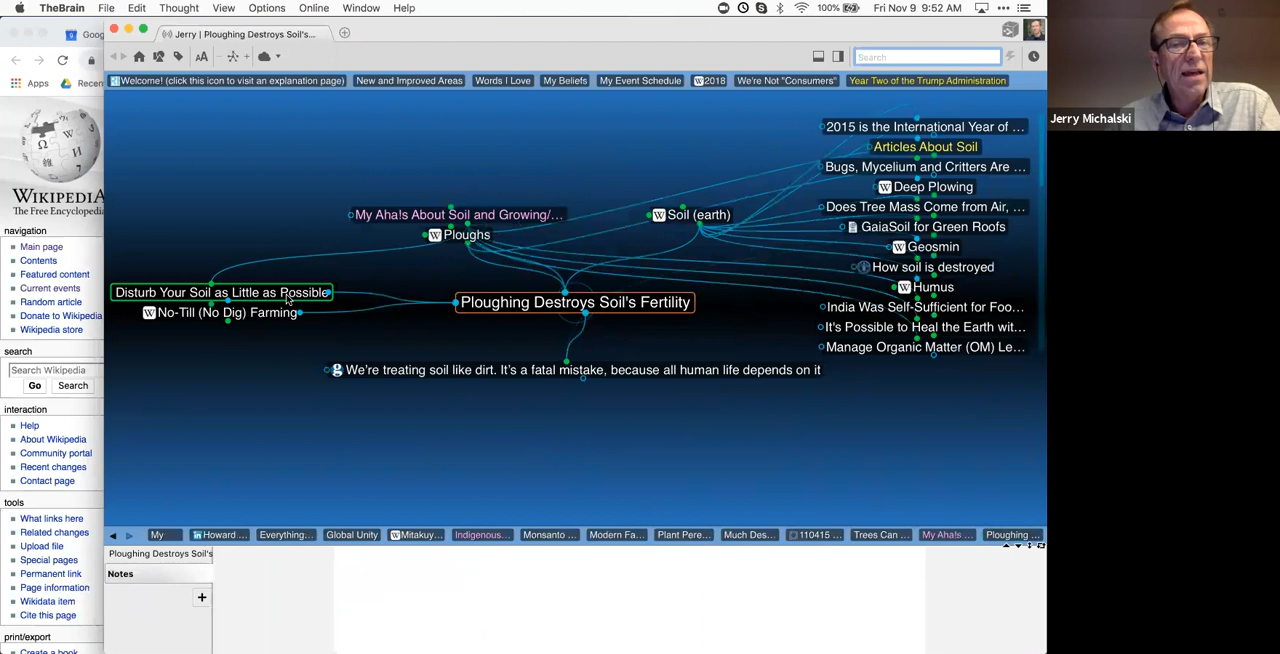 TheBrain File Edit Thought View Options Online Window Help 100% Fri Nov 9 9:52 AM
Goog
Jerry | Ploughing Destroys Soil's...
AA
Search
Apps Recen
Welcome! (click this icon to visit an explanation page) New and Improved Areas Words I Love My Beliefs My Event Schedule W 2018 We're Not "Consumers" Year Two of the Trump Administration
Jerry Michalski
WIKIPEDIA
The Free Encyclopedia
navigation
Main page
Contents
Featured content
Current events
Random article
Donate to Wikipedia
Wikipedia store
search
Search Wikipedia
Go Search
interaction
Help
About Wikipedia
Community portal
Recent changes
Contact page
tools
What links here
Related changes
Upload file
Special pages
Permanent link
Page information
Wikidata item
Cite this page
print/export
Create a book
2015 is the International Year of ...
Articles About Soil
Bugs, Mycelium and Critters Are ...
W Deep Plowing
Does Tree Mass Come from Air, ...
GaiaSoil for Green Roofs
W Geosmin
How soil is destroyed
W Humus
India Was Self-Sufficient for Foo...
It's Possible to Heal the Earth wit...
Manage Organic Matter (OM) Le...
My Aha!s About Soil and Growing/...
W Soil (earth)
W Ploughs
Disturb Your Soil as Little as Possible
W No-Till (No Dig) Farming
Ploughing Destroys Soil's Fertility
g We're treating soil like dirt. It's a fatal mistake, because all human life depends on it
My Howard ... Everything... Global Unity W Mitakuy... Indigenous... Monsanto ... Modern Fa... Plant Pere... Much Des... 110415 ... Trees Can ... My Aha!s ... Ploughing ...
Ploughing Destroys Soil's
Notes
+